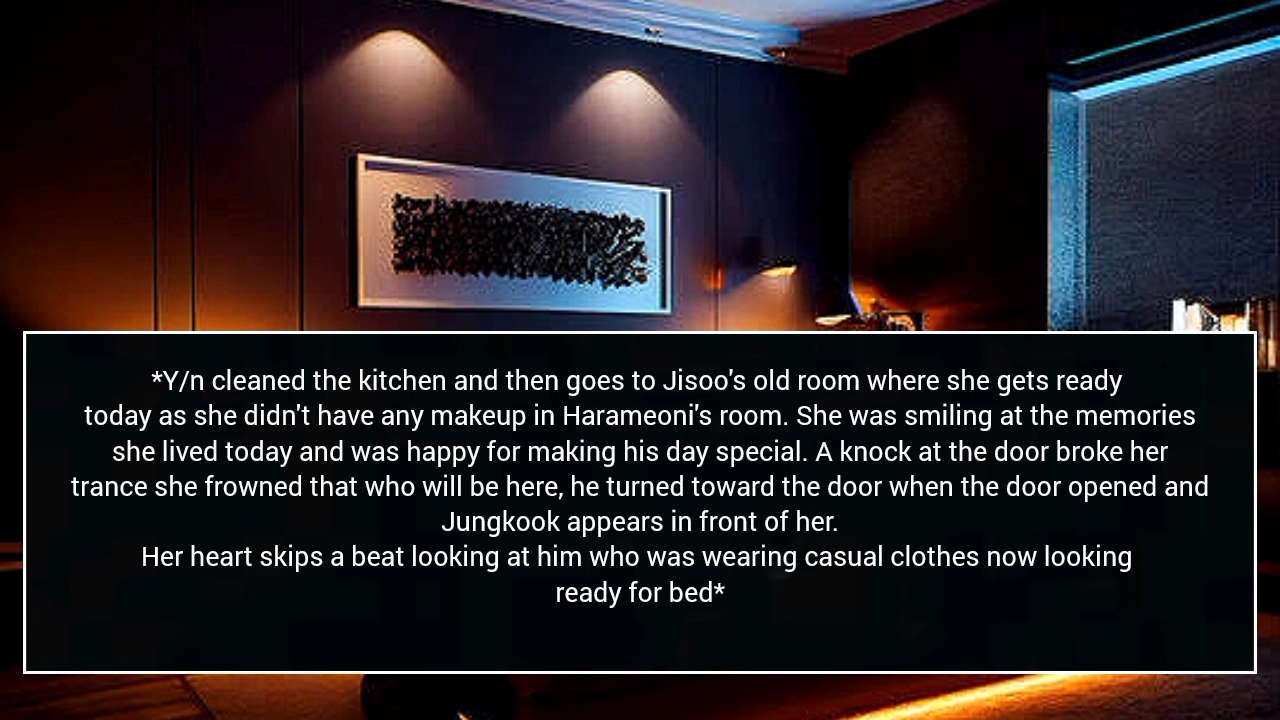 *Y/n cleaned the kitchen and then goes to Jisoo's old room where she gets ready
today as she didn't have any makeup in Harameoni's room. She was smiling at the memories
she lived today and was happy for making his day special. A knock at the door broke her
trance she frowned that who will be here, he turned toward the door when the door opened and
Jungkook appears in front of her.
Her heart skips a beat looking at him who was wearing casual clothes now looking
ready for bed*